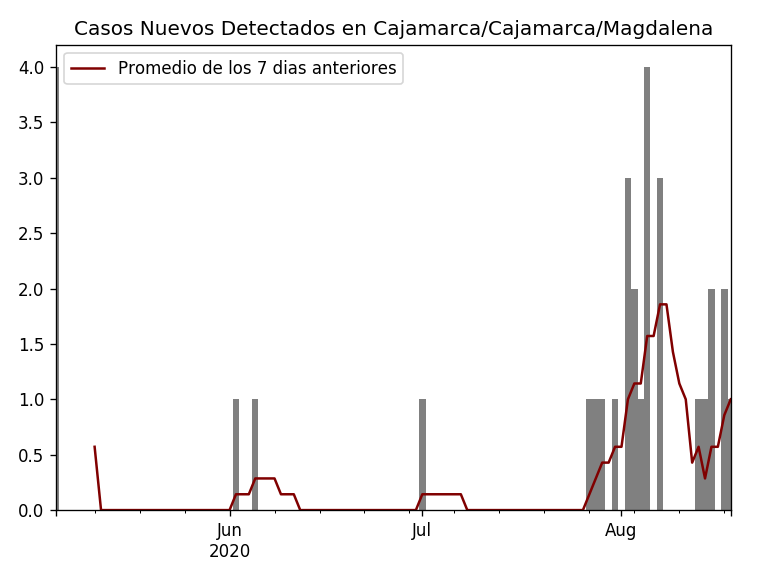 Casos Nuevos Detectados en Cajamarca/Cajamarca/Magdalena
Promedio de los 7 dias anteriores
4.0
3.5
3.0
2.5
2.0
1.5
1.0
0.5
0.0
Jun
2020
Jul
Aug